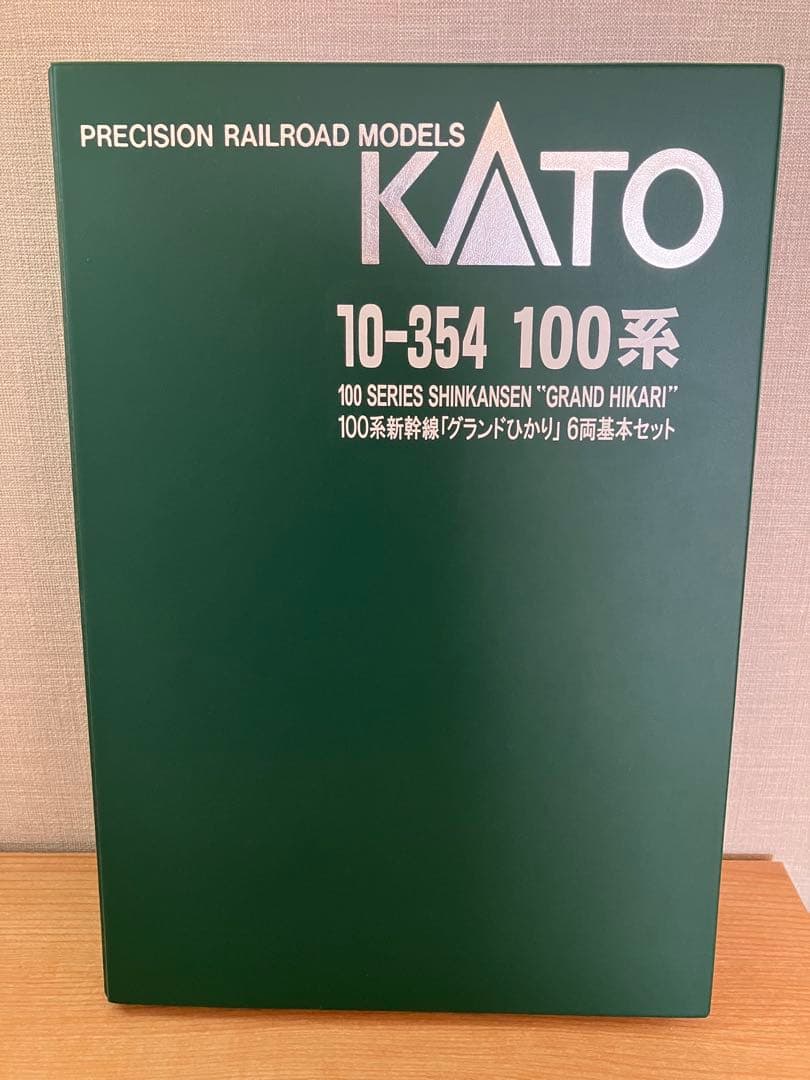 PRECISION RAILROAD MODELS
KATO
10-354 100系
100 SERIES SHINKANSEN "GRAND HIKARI"
100系新幹線「グランドひかり」6両基本セット